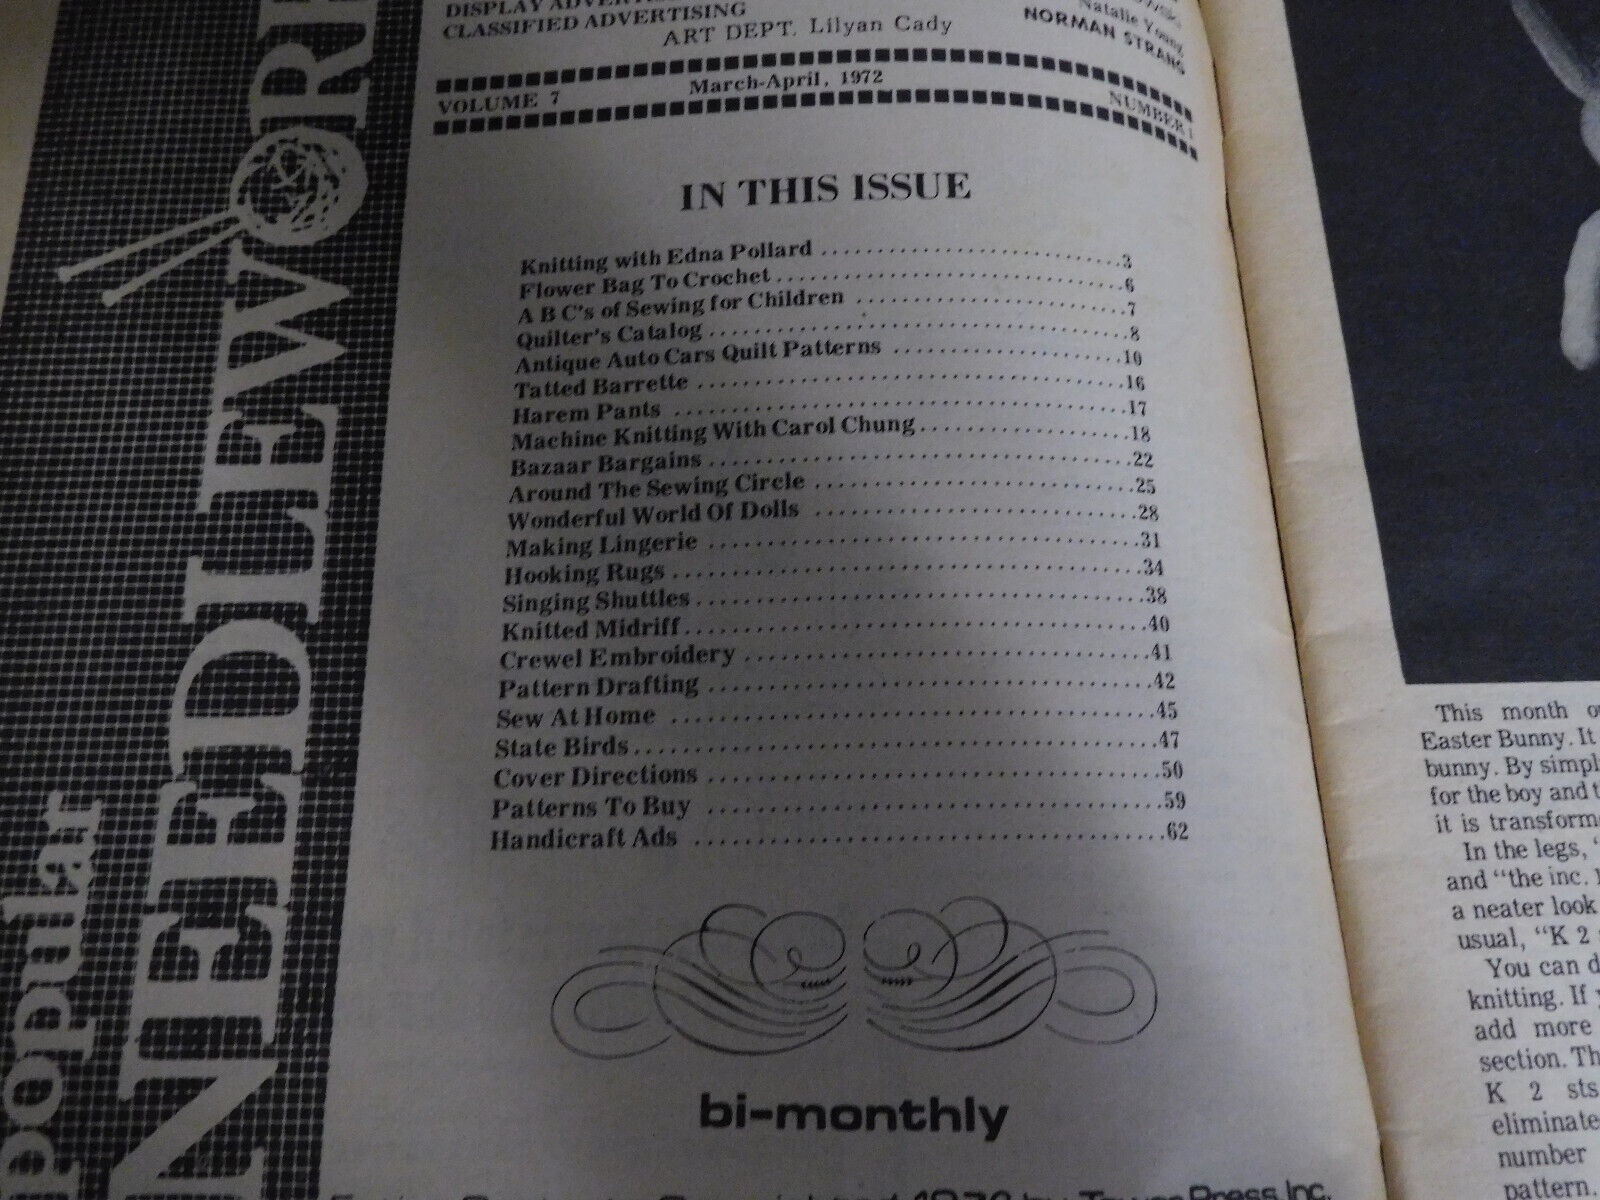 popular
NEEDLEWOR
DISPLAY
CLASSIFIED ADVERTISING
ART DEPT. Lilyan Cady
Natalie Young
NORMAN STRANG
VOLUME 7 March-April, 1972 NUMBER 1
IN THIS ISSUE
Knitting with Edna Pollard ............................3
Flower Bag To Crochet ................................6
A B C's of Sewing for Children ........................7
Quilter's Catalog .....................................8
Antique Auto Cars Quilt Patterns .....................10
Tatted Barrette ......................................16
Harem Pants ..........................................17
Machine Knitting With Carol Chung ....................18
Bazaar Bargains ......................................22
Around The Sewing Circle .............................25
Wonderful World Of Dolls .............................28
Making Lingerie ......................................31
Hooking Rugs .........................................34
Singing Shuttles .....................................38
Knitted Midriff ......................................40
Crewel Embroidery ....................................41
Pattern Drafting .....................................42
Sew At Home ..........................................45
State Birds ..........................................47
Cover Directions .....................................50
Patterns To Buy ......................................59
Handicraft Ads .......................................62
bi-monthly
1972 by Tower Press Inc.
This month
Easter Bunny. It
bunny. By simpl
for the boy and t
it is transform
In the legs, "
and "the inc.
a neater look
usual, "K 2
You can d
knitting. If
add more
section. Th
K 2 sts
eliminate
number
pattern.